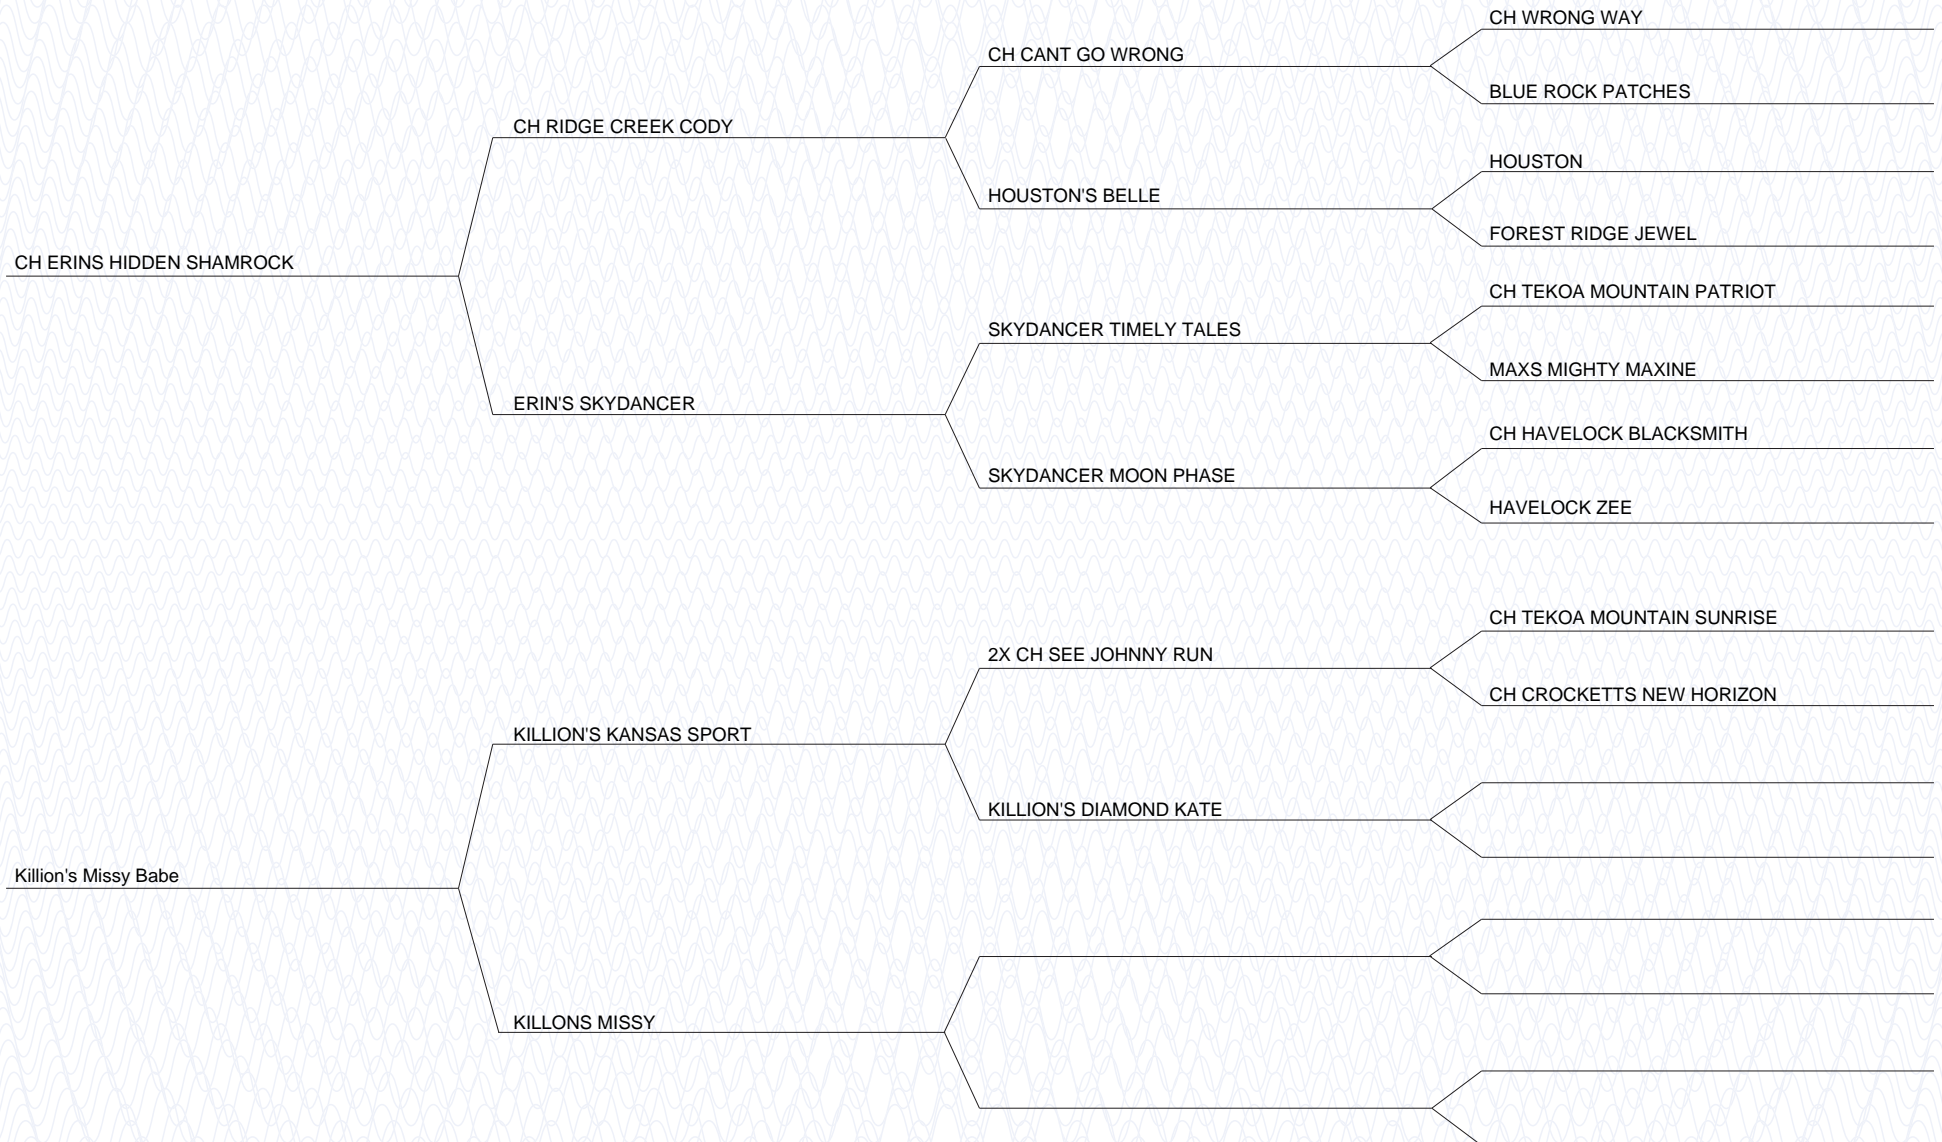 CH WRONG WAY
CH CANT GO WRONG
BLUE ROCK PATCHES
CH RIDGE CREEK CODY
HOUSTON
HOUSTON'S BELLE
FOREST RIDGE JEWEL
CH ERINS HIDDEN SHAMROCK
CH TEKOA MOUNTAIN PATRIOT
SKYDANCER TIMELY TALES
MAXS MIGHTY MAXINE
ERIN'S SKYDANCER
CH HAVELOCK BLACKSMITH
SKYDANCER MOON PHASE
HAVELOCK ZEE
CH TEKOA MOUNTAIN SUNRISE
2X CH SEE JOHNNY RUN
CH CROCKETTS NEW HORIZON
KILLION'S KANSAS SPORT
KILLION'S DIAMOND KATE
Killion's Missy Babe
KILLONS MISSY